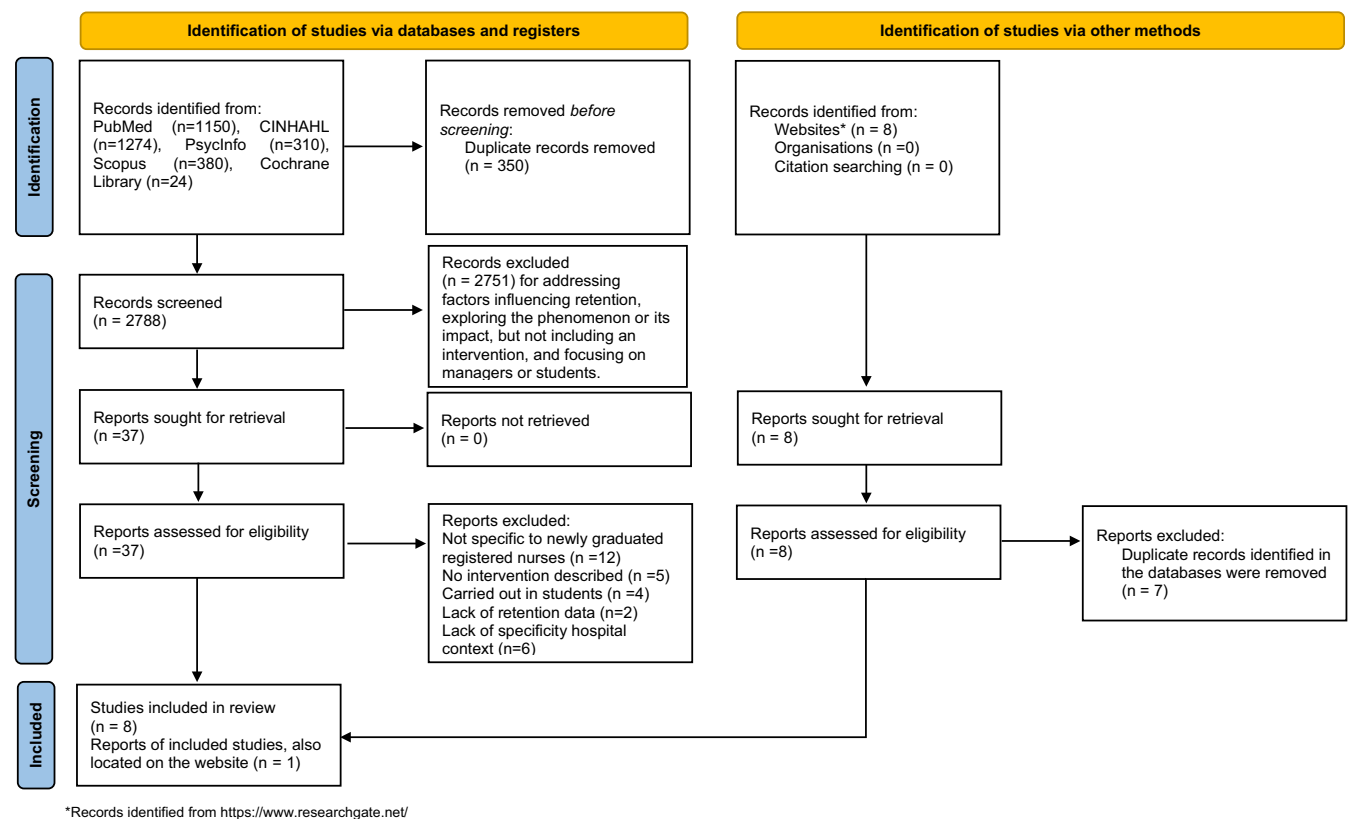 Identification of studies via databases and registers
Identification of studies via other methods
Identification
Records identified from:
PubMed (n=1150), CINHAHL
(n=1274), PsycInfo (n=310),
Scopus (n=380), Cochrane
Library (n=24)
Records removed before
screening:
Duplicate records removed
(n = 350)
Records identified from:
Websites* (n = 8)
Organisations (n =0)
Citation searching (n = 0)
Screening
Records screened
(n = 2788)
Records excluded
(n = 2751) for addressing
factors influencing retention,
exploring the phenomenon or its
impact, but not including an
intervention, and focusing on
managers or students.
Reports sought for retrieval
(n =37)
Reports not retrieved
(n = 0)
Reports sought for retrieval
(n = 8)
Reports assessed for eligibility
(n =37)
Reports excluded:
Not specific to newly graduated
registered nurses (n =12)
No intervention described (n =5)
Carried out in students (n =4)
Lack of retention data (n=2)
Lack of specificity hospital
context (n=6)
Reports assessed for eligibility
(n =8)
Reports excluded:
Duplicate records identified in
the databases were removed
(n = 7)
Included
Studies included in review
(n = 8)
Reports of included studies, also
located on the website (n = 1)
*Records identified from https://www.researchgate.net/